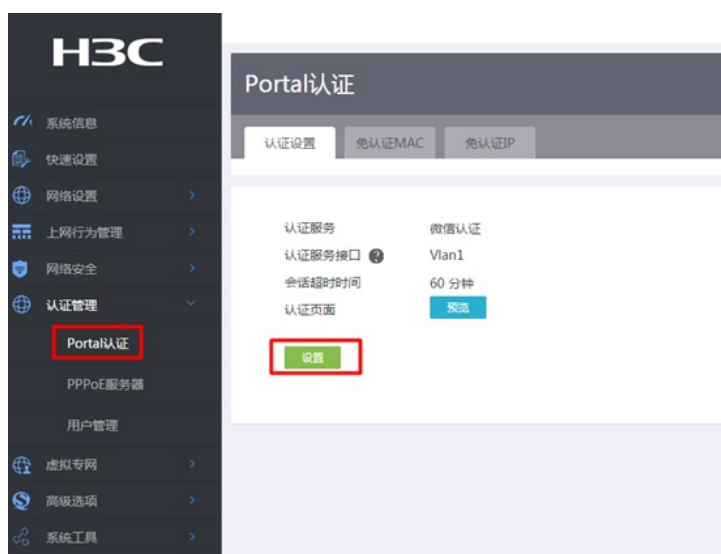 H3C
系统信息
快速设置
网络设置
上网行为管理
网络安全
认证管理
Portal认证
PPPoE服务器
用户管理
虚拟专网
高级选项
系统工具
Portal认证
认证设置 免认证MAC 免认证IP
认证服务 微信认证
认证服务接口 ? Vlan1
会话超时时间 60 分钟
认证页面 预览
设置